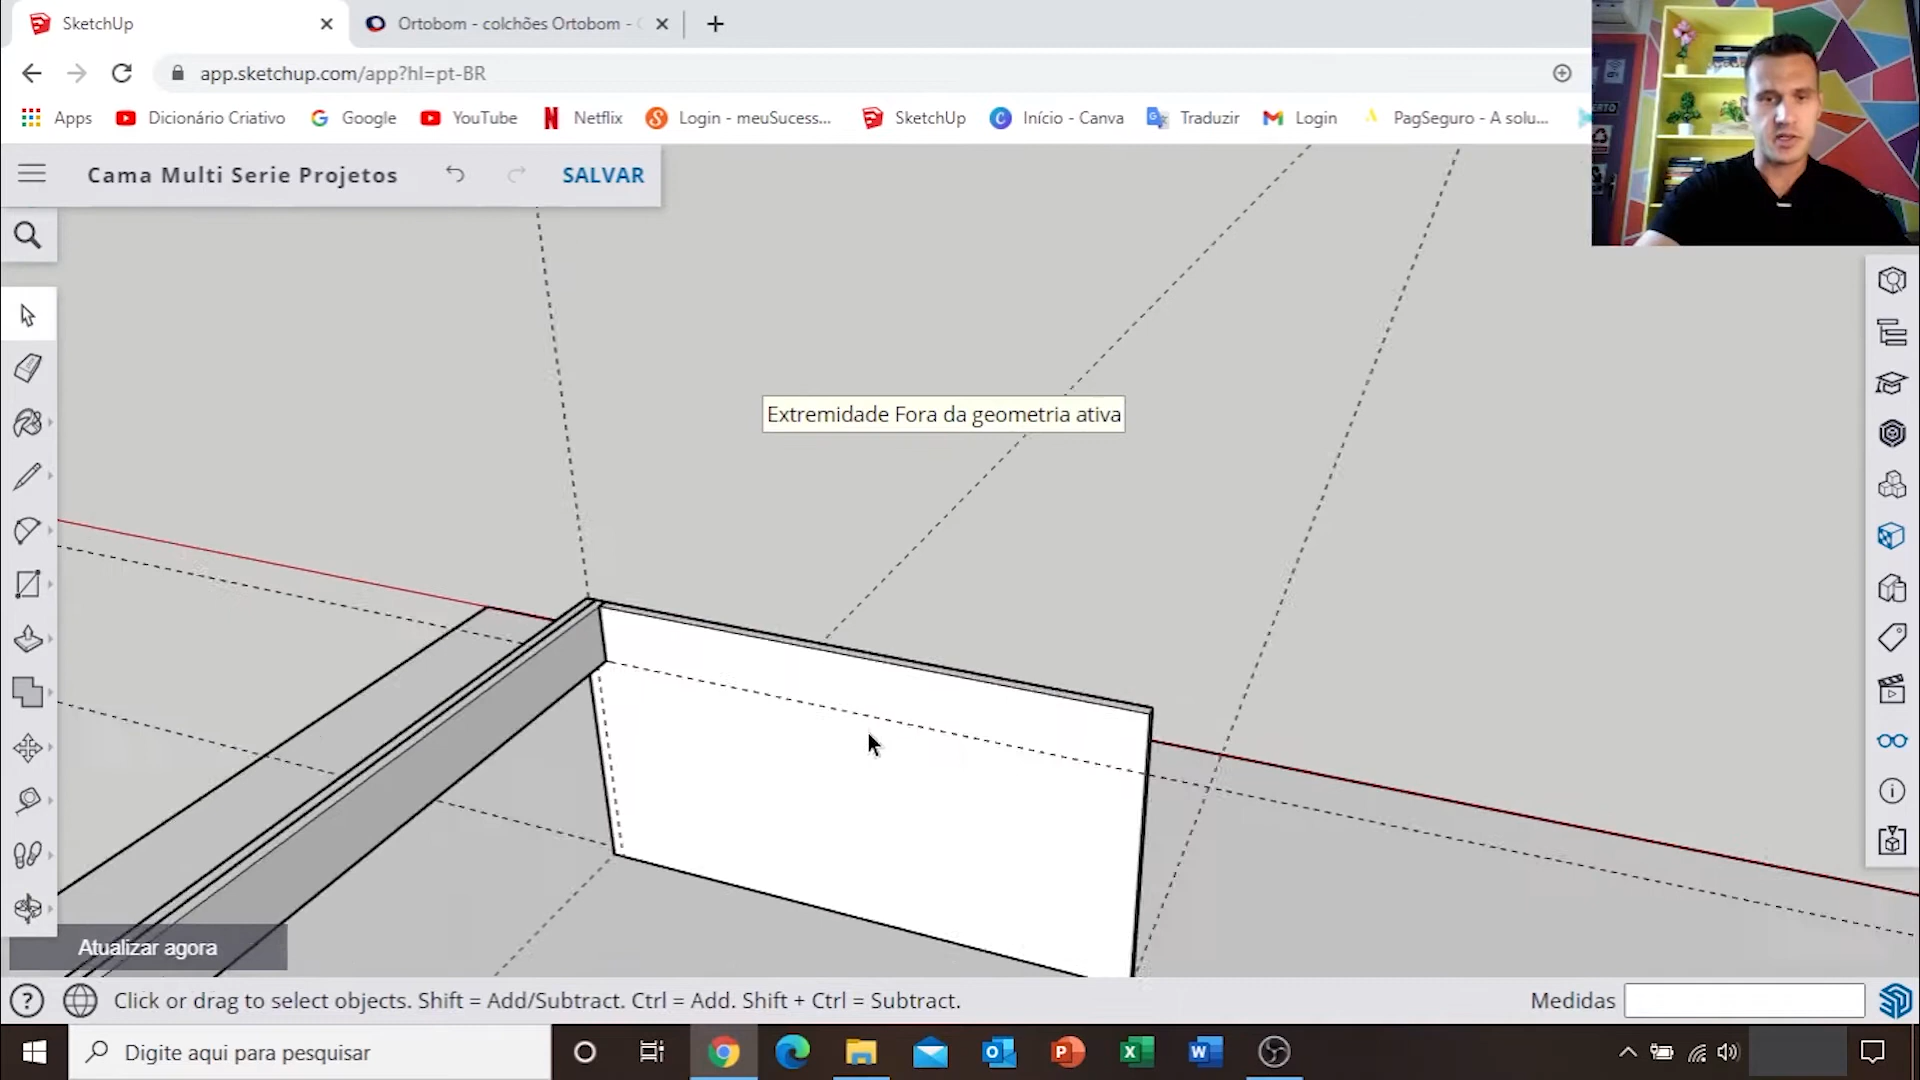 SketchUp
Ortobom - colchões Ortobom -
app.sketchup.com/app?hl=pt-BR
Apps Dicionário Criativo Google YouTube Netflix Login - meuSucess... SketchUp Início - Canva Traduzir Login PagSeguro - A solu...
Cama Multi Serie Projetos SALVAR
Extremidade Fora da geometria ativa
Atualizar agora
Click or drag to select objects. Shift = Add/Subtract. Ctrl = Add. Shift + Ctrl = Subtract. Medidas
Digite aqui para pesquisar